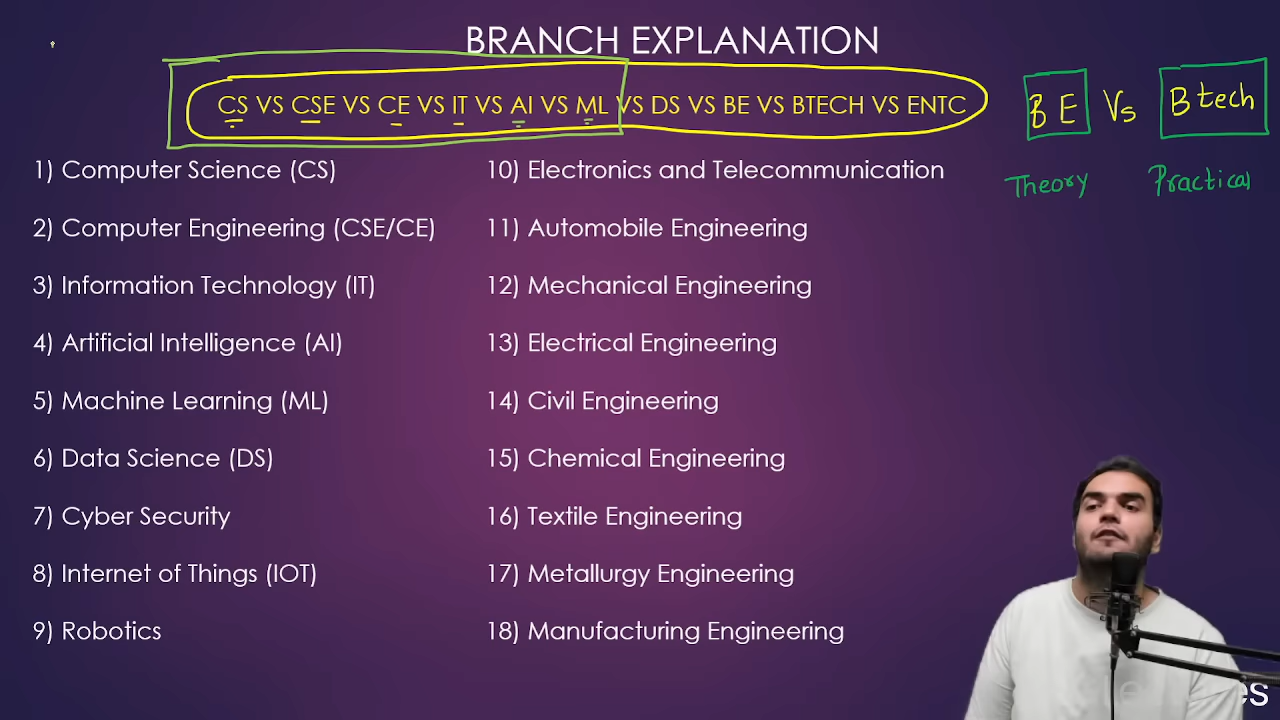 BRANCH EXPLANATION
CS VS CSE VS CE VS IT VS AI VS ML VS DS VS BE VS BTECH VS ENTC
BE Vs Btech
Theory Practical
1) Computer Science (CS)
2) Computer Engineering (CSE/CE)
3) Information Technology (IT)
4) Artificial Intelligence (AI)
5) Machine Learning (ML)
6) Data Science (DS)
7) Cyber Security
8) Internet of Things (IOT)
9) Robotics
10) Electronics and Telecommunication
11) Automobile Engineering
12) Mechanical Engineering
13) Electrical Engineering
14) Civil Engineering
15) Chemical Engineering
16) Textile Engineering
17) Metallurgy Engineering
18) Manufacturing Engineering